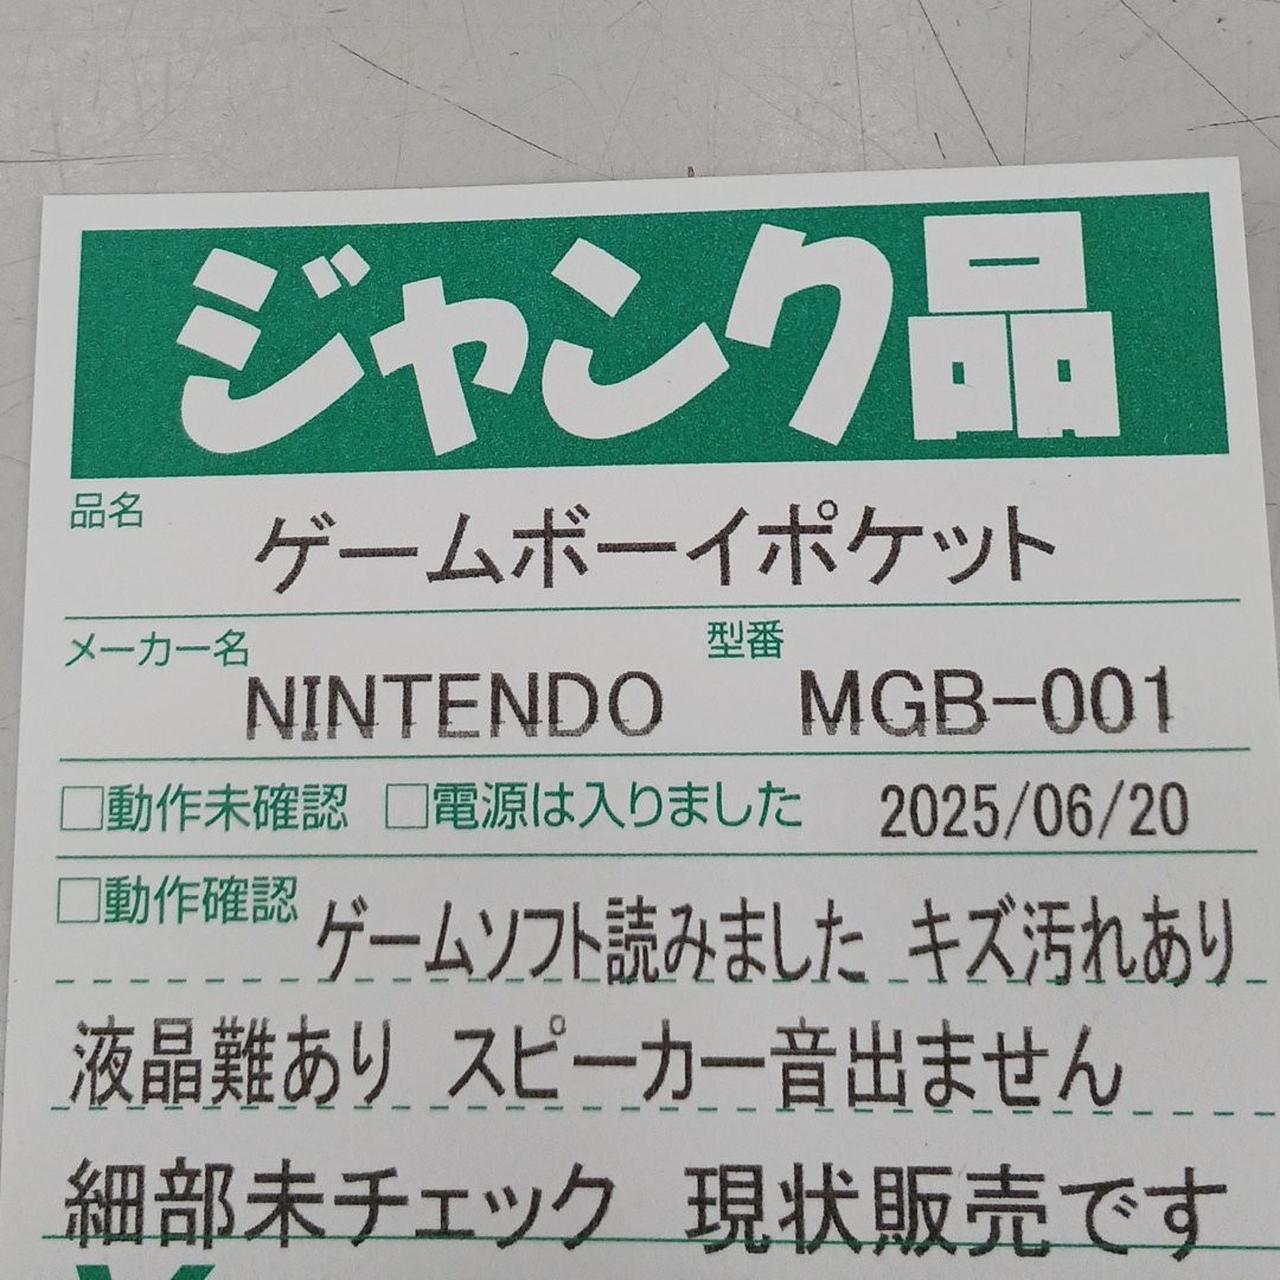 ジャンク品
品名 ゲームボーイポケット
メーカー名 NINTENDO 型番 MGB-001
□動作未確認 □電源は入りました 2025/06/20
□動作確認 ゲームソフト読みました キズ汚れあり
液晶難あり スピーカー音出ません
細部未チェック 現状販売です